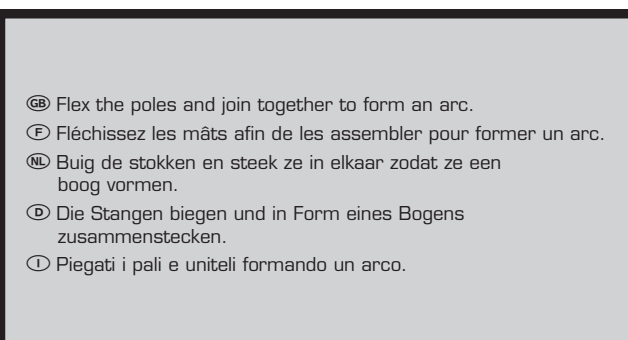 GB Flex the poles and join together to form an arc.
F Fléchissez les mâts afin de les assembler pour former un arc.
NL Buig de stokken en steek ze in elkaar zodat ze een
boog vormen.
D Die Stangen biegen und in Form eines Bogens
zusammenstecken.
I Piegati i pali e uniteli formando un arco.